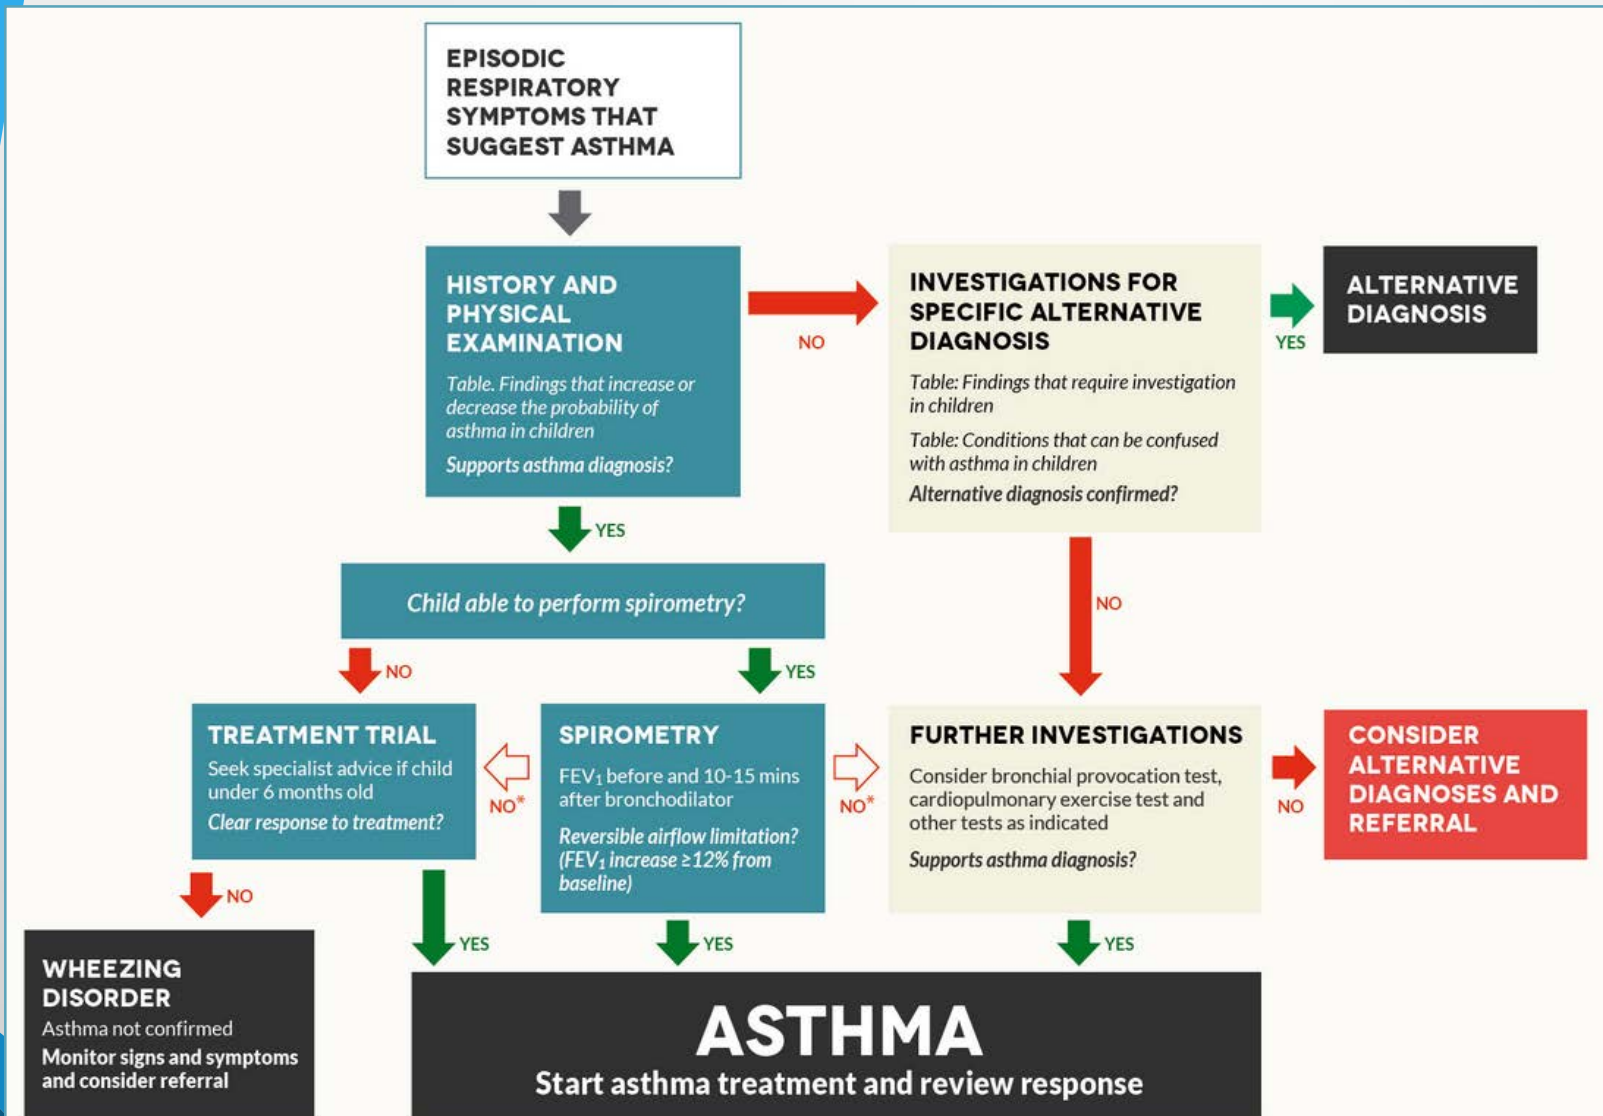 EPISODIC
RESPIRATORY
SYMPTOMS THAT
SUGGEST ASTHMA
HISTORY AND
PHYSICAL
EXAMINATION
Table. Findings that increase or
decrease the probability of
asthma in children
Supports asthma diagnosis?
NO
INVESTIGATIONS FOR
SPECIFIC ALTERNATIVE
DIAGNOSIS
Table: Findings that require investigation
in children
Table: Conditions that can be confused
with asthma in children
Alternative diagnosis confirmed?
YES
ALTERNATIVE
DIAGNOSIS
YES
Child able to perform spirometry?
NO
NO
YES
TREATMENT TRIAL
Seek specialist advice if child
under 6 months old
Clear response to treatment?
NO*
SPIROMETRY
FEV₁ before and 10-15 mins
after bronchodilator
Reversible airflow limitation?
(FEV₁ increase ≥12% from
baseline)
NO*
FURTHER INVESTIGATIONS
Consider bronchial provocation test,
cardiopulmonary exercise test and
other tests as indicated
Supports asthma diagnosis?
NO
CONSIDER
ALTERNATIVE
DIAGNOSES AND
REFERRAL
NO
YES
YES
YES
WHEEZING
DISORDER
Asthma not confirmed
Monitor signs and symptoms
and consider referral
ASTHMA
Start asthma treatment and review response